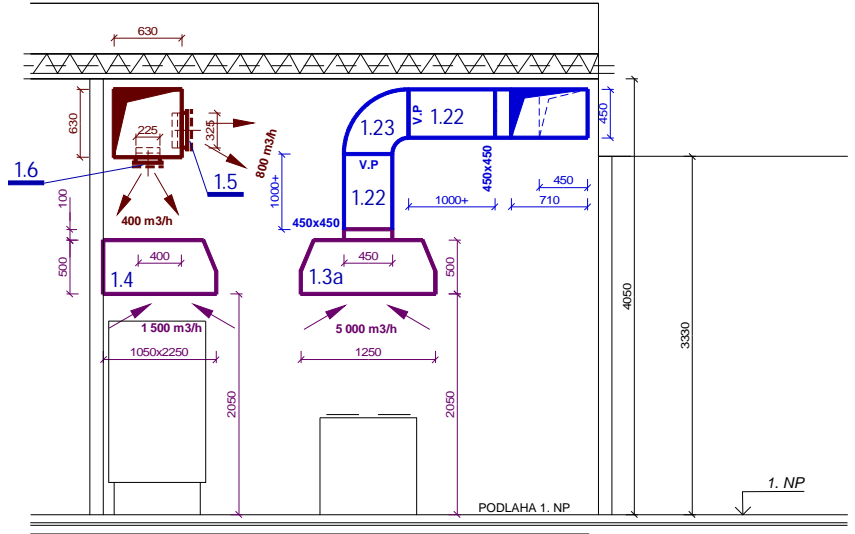 630
630
225
325
800 m3/h
1.6
1.5
400 m3/h
100
500
400
1.4
1 500 m3/h
1050x2250
2050
1.23
V.P
1.22
V.P
1.22
1000+
450x450
450x450
1000+
450
710
450
450
1.3a
500
5 000 m3/h
1250
2050
4050
3330
PODLAHA 1. NP
1. NP